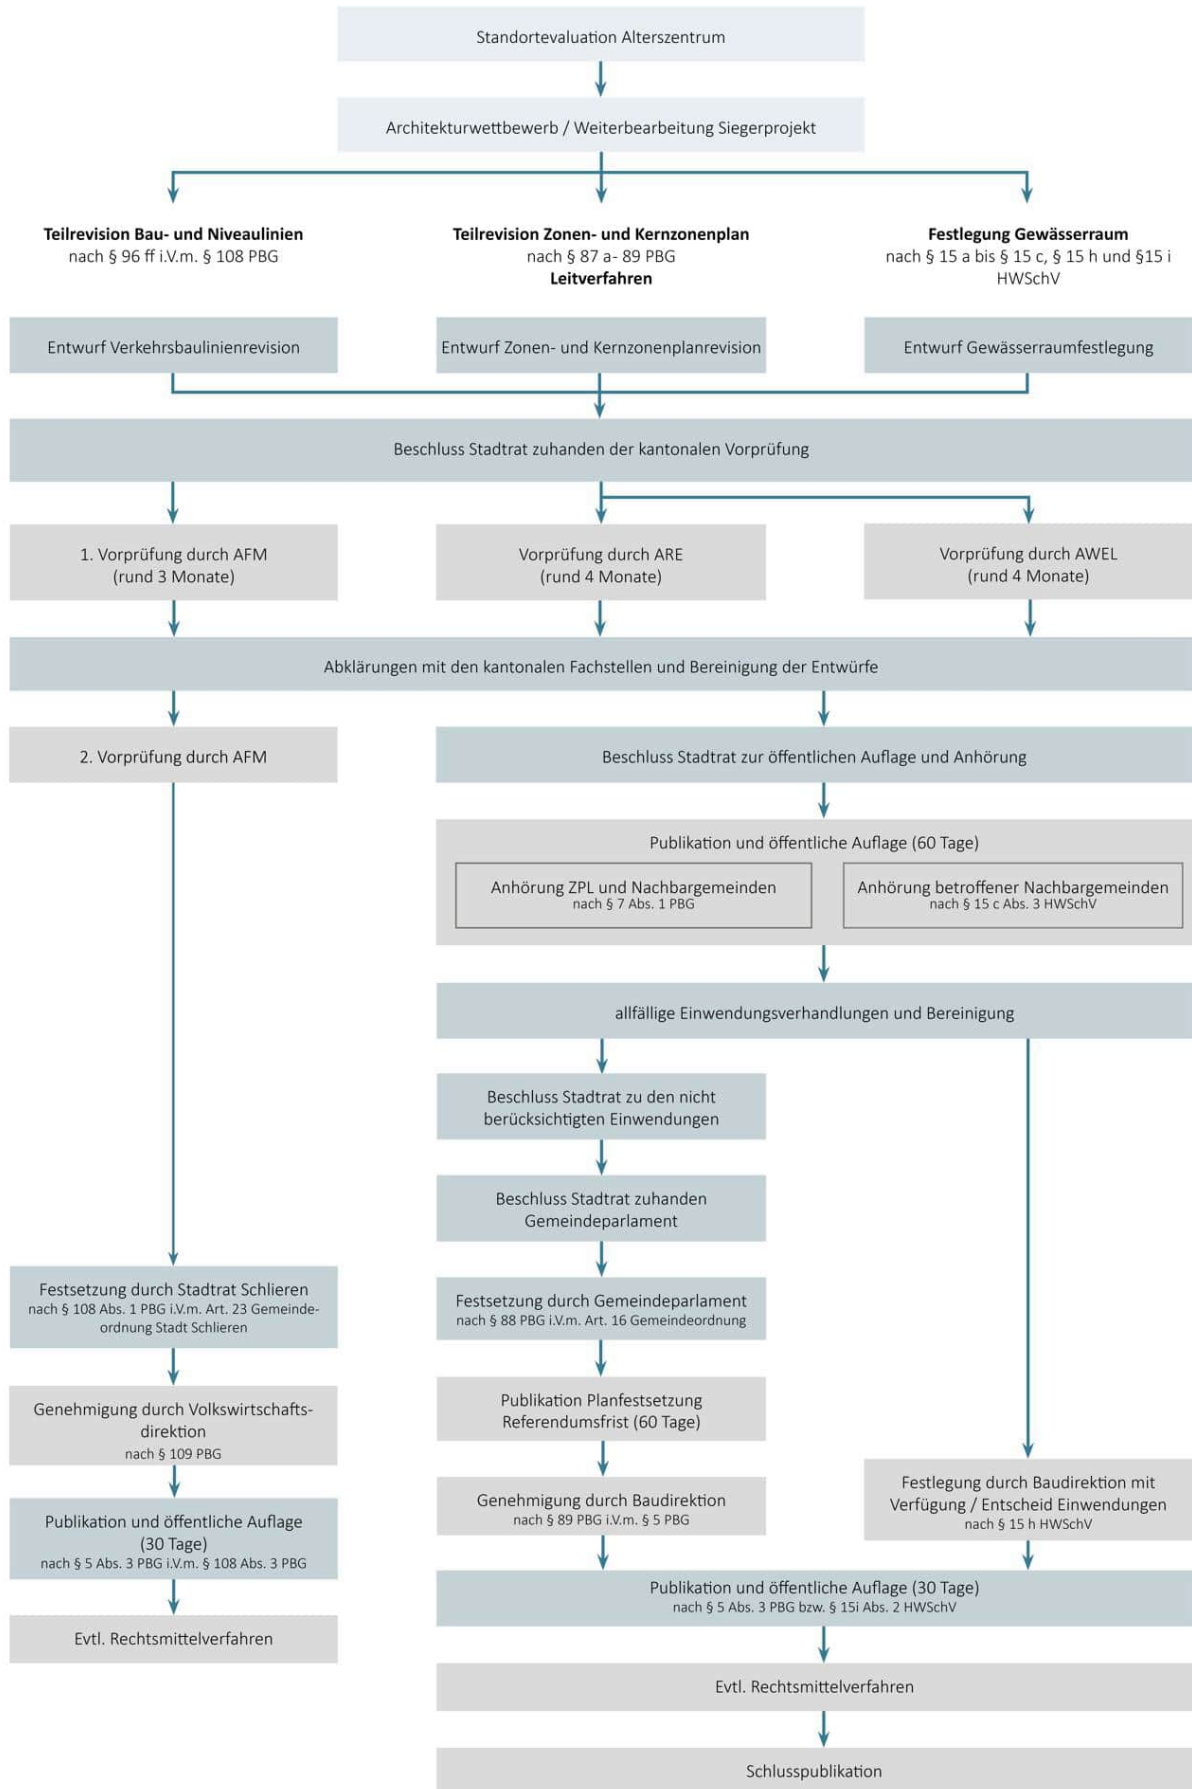 Standortevaluation Alterszentrum
Architekturwettbewerb / Weiterbearbeitung Siegerprojekt
Teilrevision Bau- und Niveaulinien
nach § 96 ff i.V.m. § 108 PBG
Teilrevision Zonen- und Kernzonenplan
nach § 87 a- 89 PBG
Leitverfahren
Festlegung Gewässerraum
nach § 15 a bis § 15 c, § 15 h und §15 i
HWSchV
Entwurf Verkehrsbaulinienrevision
Entwurf Zonen- und Kernzonenplanrevision
Entwurf Gewässerraumfestlegung
Beschluss Stadtrat zuhanden der kantonalen Vorprüfung
1. Vorprüfung durch AFM
(rund 3 Monate)
Vorprüfung durch ARE
(rund 4 Monate)
Vorprüfung durch AWEL
(rund 4 Monate)
Abklärungen mit den kantonalen Fachstellen und Bereinigung der Entwürfe
2. Vorprüfung durch AFM
Beschluss Stadtrat zur öffentlichen Auflage und Anhörung
Publikation und öffentliche Auflage (60 Tage)
Anhörung ZPL und Nachbargemeinden
nach § 7 Abs. 1 PBG
Anhörung betroffener Nachbargemeinden
nach § 15 c Abs. 3 HWSchV
allfällige Einwendungsverhandlungen und Bereinigung
Beschluss Stadtrat zu den nicht
berücksichtigten Einwendungen
Beschluss Stadtrat zuhanden
Gemeindeparlament
Festsetzung durch Stadtrat Schlieren
nach § 108 Abs. 1 PBG i.V.m. Art. 23 Gemeinde-
ordnung Stadt Schlieren
Festsetzung durch Gemeindeparlament
nach § 88 PBG i.V.m. Art. 16 Gemeindeordnung
Genehmigung durch Volkswirtschafts-
direktion
nach § 109 PBG
Publikation Planfestsetzung
Referendumsfrist (60 Tage)
Genehmigung durch Baudirektion
nach § 89 PBG i.V.m. § 5 PBG
Festlegung durch Baudirektion mit
Verfügung / Entscheid Einwendungen
nach § 15 h HWSchV
Publikation und öffentliche Auflage
(30 Tage)
nach § 5 Abs. 3 PBG i.V.m. § 108 Abs. 3 PBG
Publikation und öffentliche Auflage (30 Tage)
nach § 5 Abs. 3 PBG bzw. § 15i Abs. 2 HWSchV
Evtl. Rechtsmittelverfahren
Evtl. Rechtsmittelverfahren
Schlusspublikation